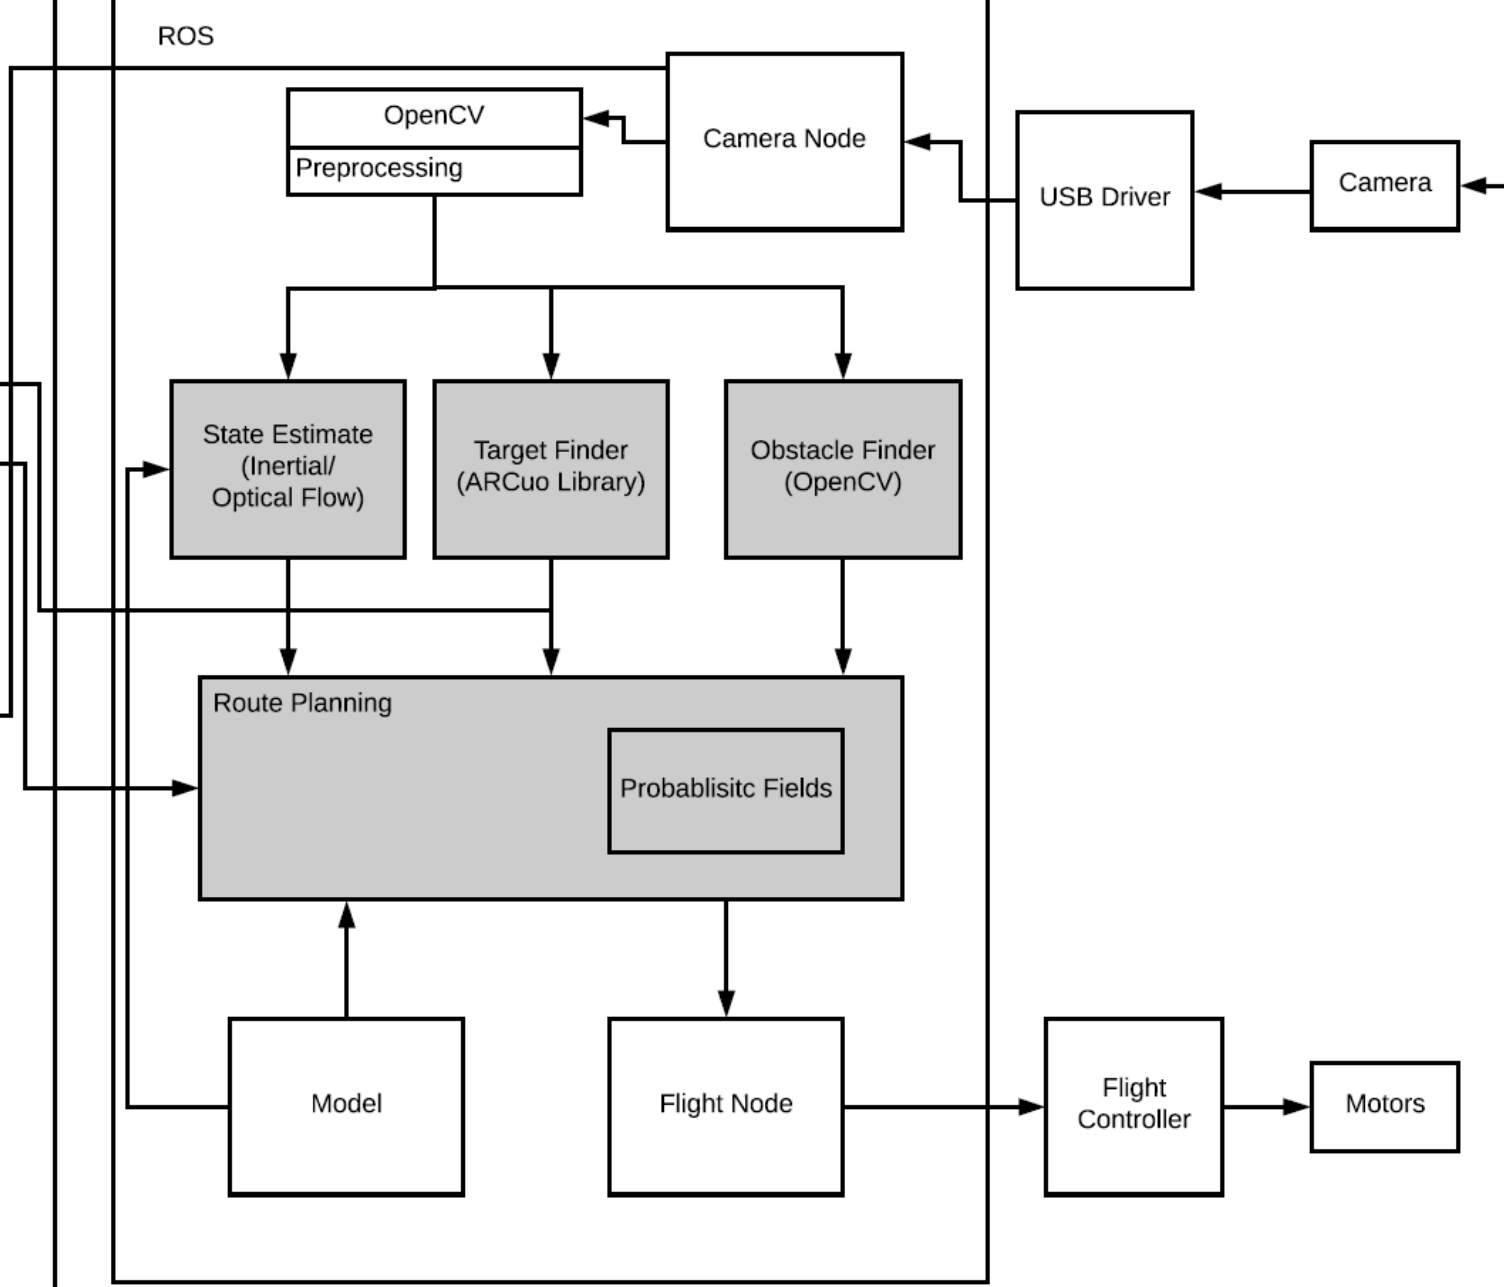 ROS
OpenCV
Preprocessing
Camera Node
USB Driver
Camera
State Estimate
(Inertial/
Optical Flow)
Target Finder
(ARCuo Library)
Obstacle Finder
(OpenCV)
Route Planning
Probablisitc Fields
Model
Flight Node
Flight
Controller
Motors